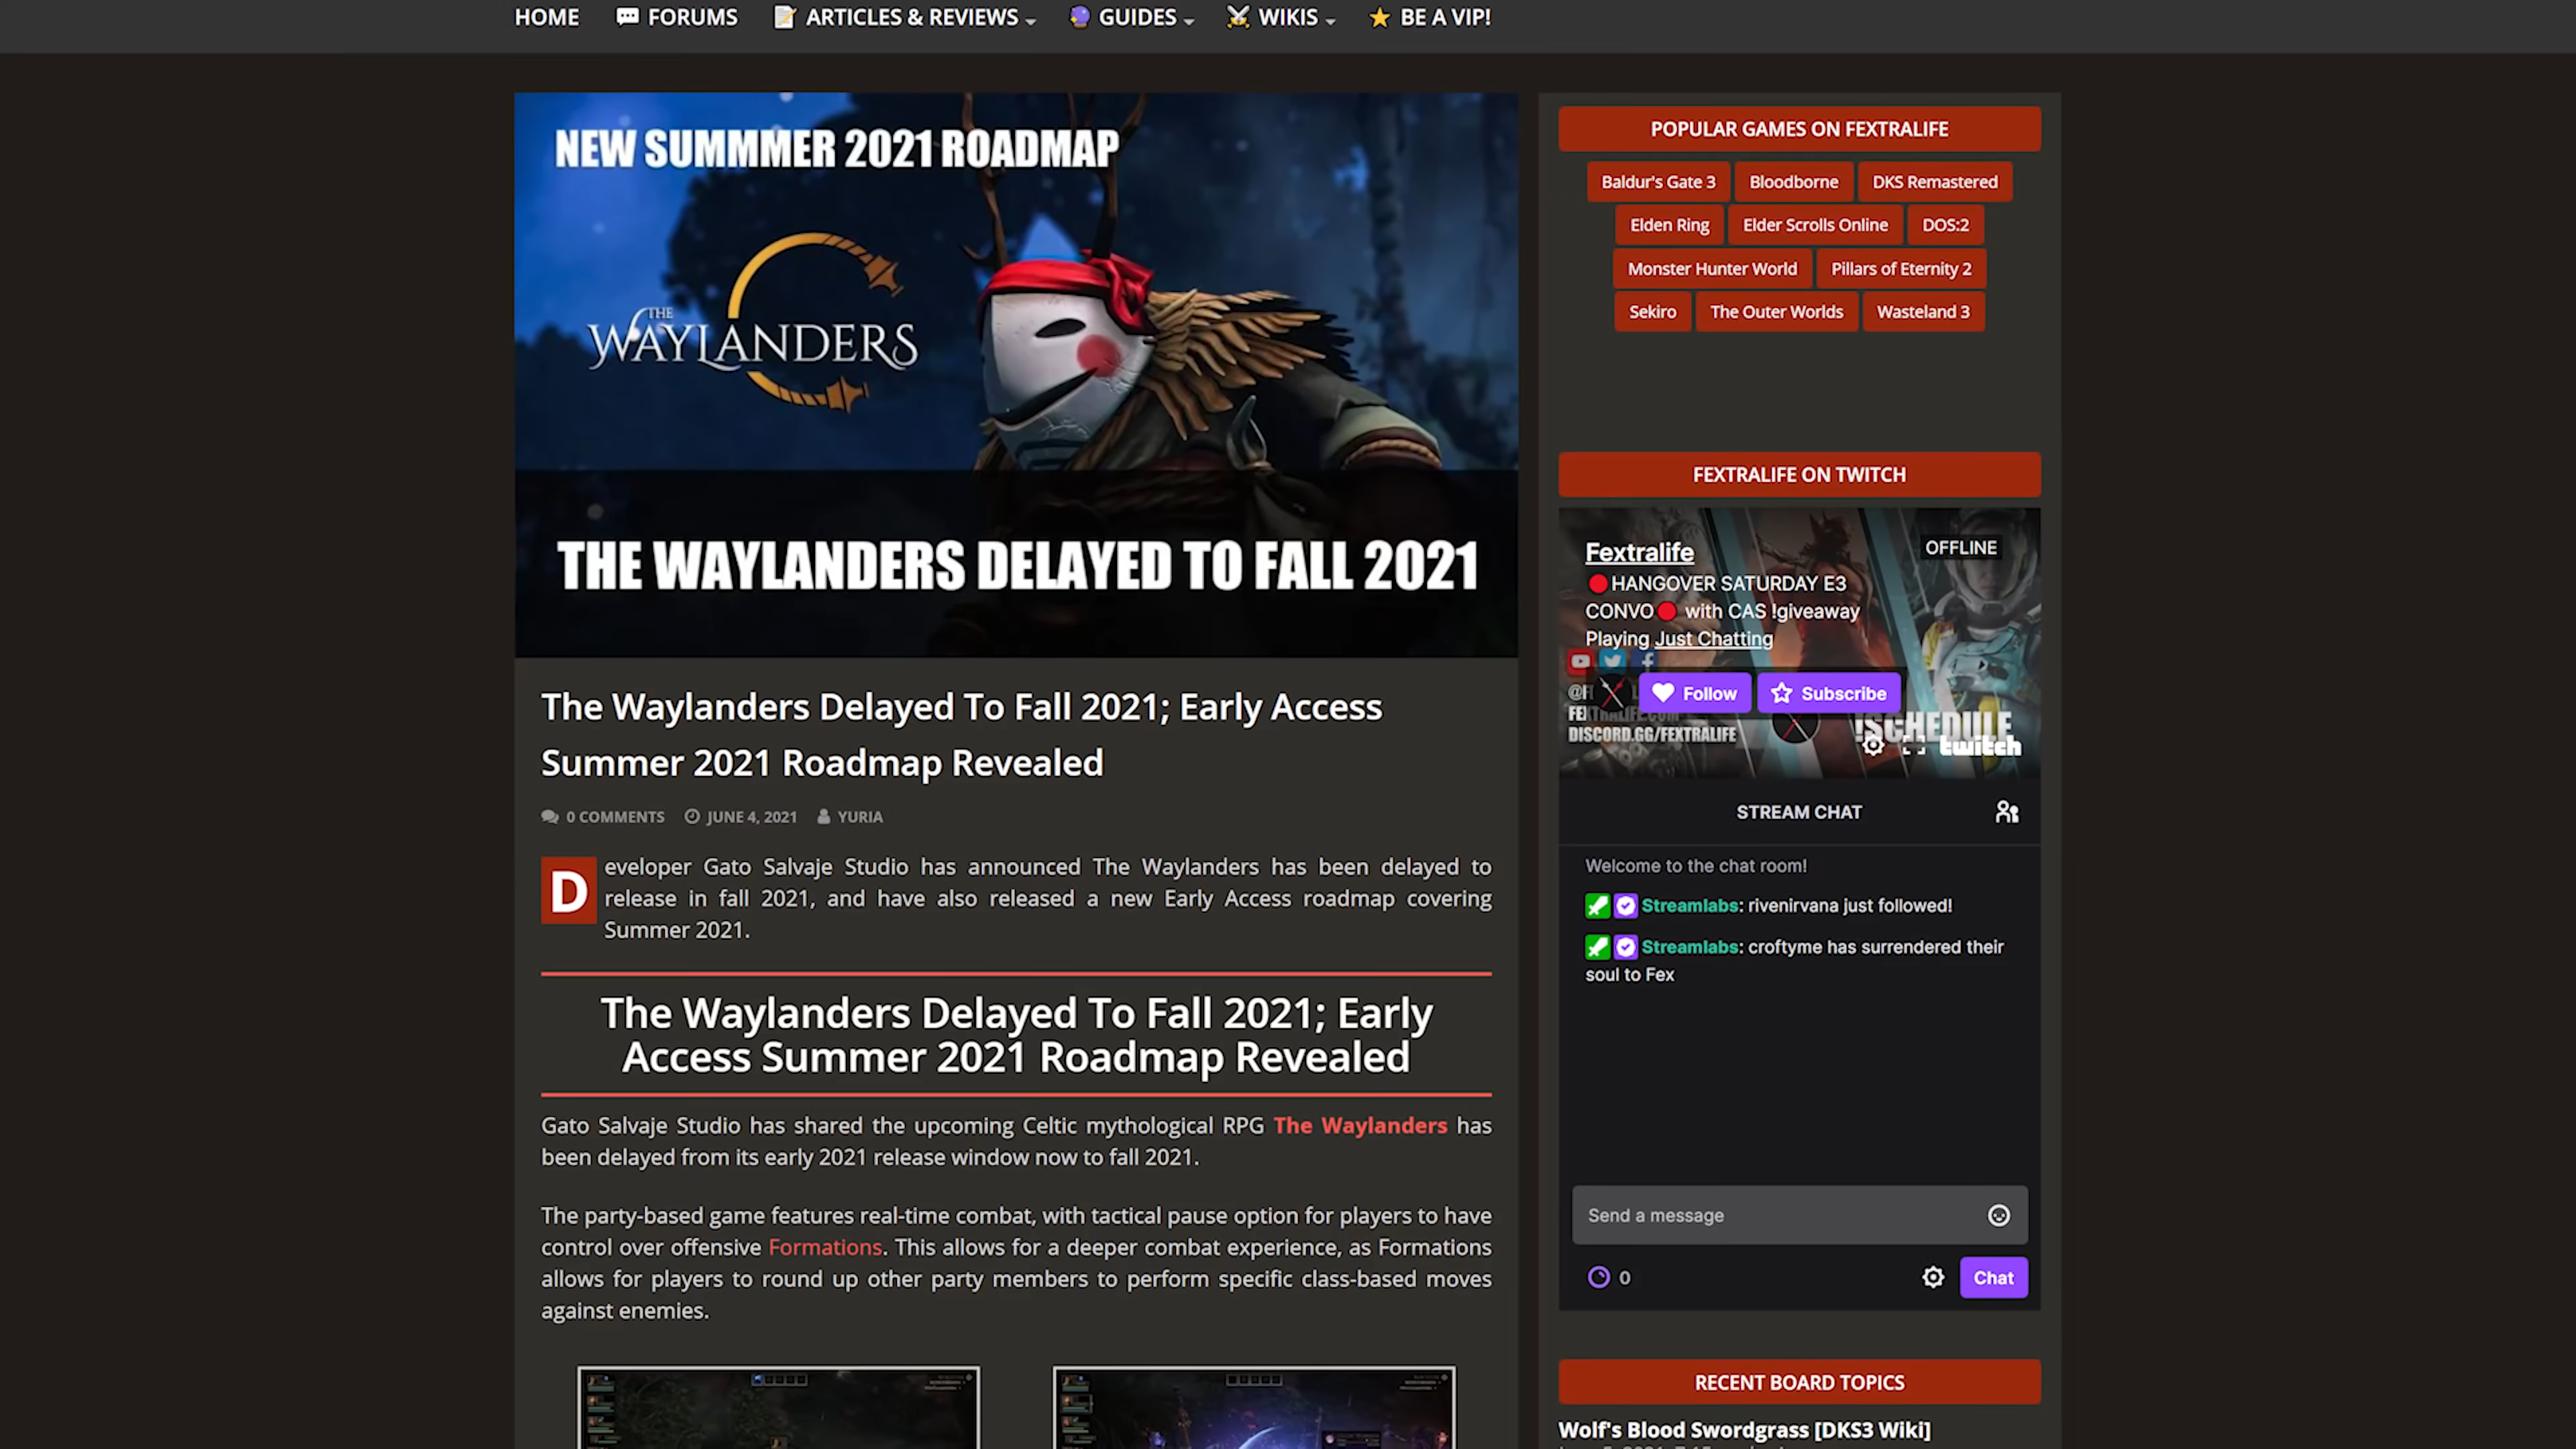 HOME FORUMS ARTICLES & REVIEWS GUIDES WIKIS BE A VIP!
NEW SUMMMER 2021 ROADMAP
THE
WAYLANDERS
THE WAYLANDERS DELAYED TO FALL 2021
The Waylanders Delayed To Fall 2021; Early Access
Summer 2021 Roadmap Revealed
0 COMMENTS JUNE 4, 2021 YURIA
Developer Gato Salvaje Studio has announced The Waylanders has been delayed to
release in fall 2021, and have also released a new Early Access roadmap covering
Summer 2021.
The Waylanders Delayed To Fall 2021; Early
Access Summer 2021 Roadmap Revealed
Gato Salvaje Studio has shared the upcoming Celtic mythological RPG The Waylanders has
been delayed from its early 2021 release window now to fall 2021.
The party-based game features real-time combat, with tactical pause option for players to have
control over offensive Formations. This allows for a deeper combat experience, as Formations
allows for players to round up other party members to perform specific class-based moves
against enemies.
POPULAR GAMES ON FEXTRALIFE
Baldur's Gate 3 Bloodborne DKS Remastered
Elden Ring Elder Scrolls Online DOS:2
Monster Hunter World Pillars of Eternity 2
Sekiro The Outer Worlds Wasteland 3
FEXTRALIFE ON TWITCH
Fextralife OFFLINE
HANGOVER SATURDAY E3
CONVO with CAS !giveaway
Playing Just Chatting
Follow Subscribe
FEXTRALIFE.COM !SCHEDULE
DISCORD.GG/FEXTRALIFE twitch
STREAM CHAT
Welcome to the chat room!
Streamlabs: rivenirvana just followed!
Streamlabs: croftyme has surrendered their
soul to Fex
Send a message
0 Chat
RECENT BOARD TOPICS
Wolf's Blood Swordgrass [DKS3 Wiki]